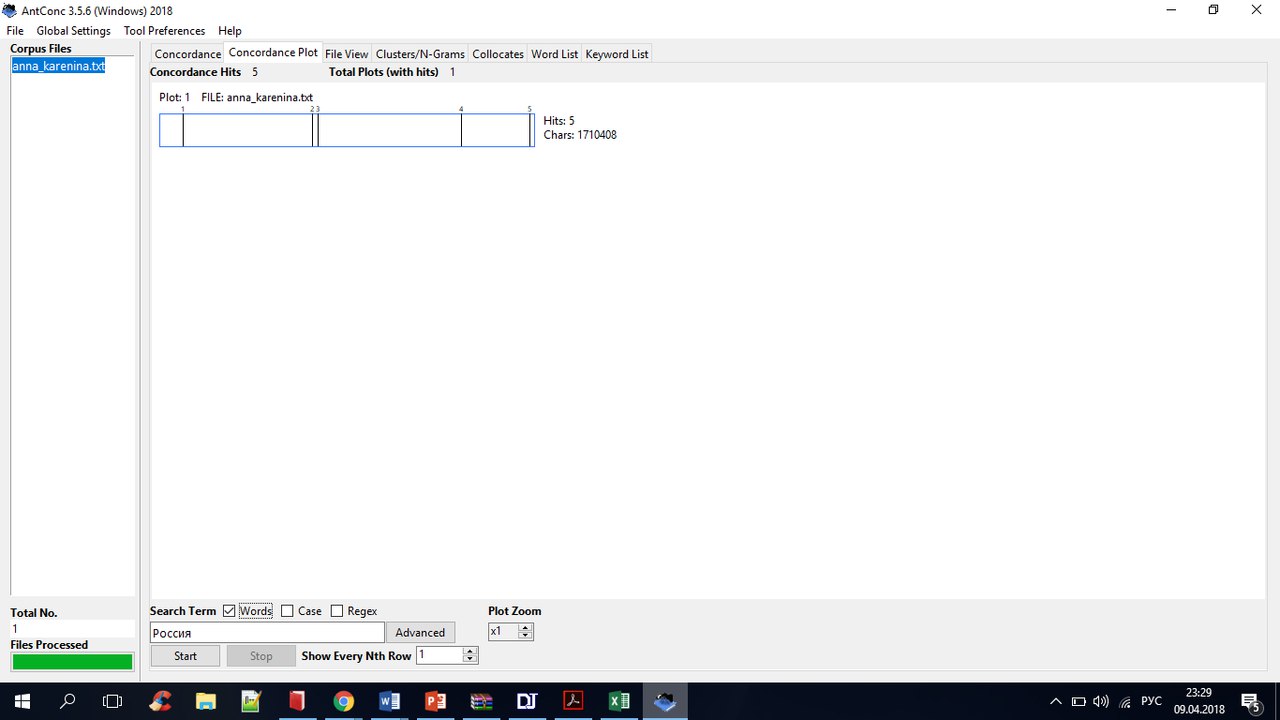 AntConc 3.5.6 (Windows) 2018
File Global Settings Tool Preferences Help
Corpus Files
anna_karenina.txt
Total No.
1
Files Processed
Concordance Concordance Plot File View Clusters/N-Grams Collocates Word List Keyword List
Concordance Hits 5 Total Plots (with hits) 1
Plot: 1 FILE: anna_karenina.txt
1 2 3 4 5
Hits: 5
Chars: 1710408
Search Term Words Case Regex Plot Zoom
Россия Advanced x1
Start Stop Show Every Nth Row 1
РУС 23:29
09.04.2018 5